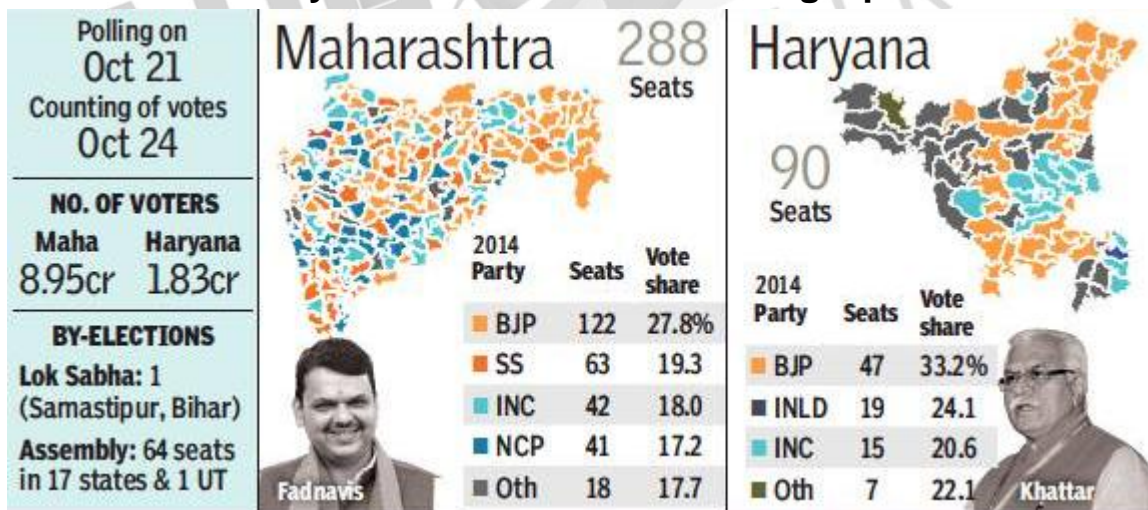 Polling on
Oct 21
Counting of votes
Oct 24
NO. OF VOTERS
Maha Haryana
8.95cr 1.83cr
BY-ELECTIONS
Lok Sabha: 1
(Samastipur, Bihar)
Assembly: 64 seats
in 17 states & 1 UT
Maharashtra 288
Seats
2014
Party Seats Vote share
BJP 122 27.8%
SS 63 19.3
INC 42 18.0
NCP 41 17.2
Oth 18 17.7
Fadnavis
Haryana
90
Seats
2014
Party Seats Vote share
BJP 47 33.2%
INLD 19 24.1
INC 15 20.6
Oth 7 22.1
Khattar